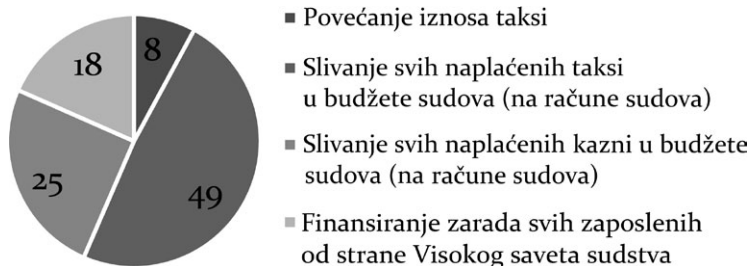 18
8
25
49
Povećanje iznosa taksi
Slivanje svih naplaćenih taksi
u budžete sudova (na račune sudova)
Slivanje svih naplaćenih kazni u budžete
sudova (na račune sudova)
Finansiranje zarada svih zaposlenih
od strane Visokog saveta sudstva